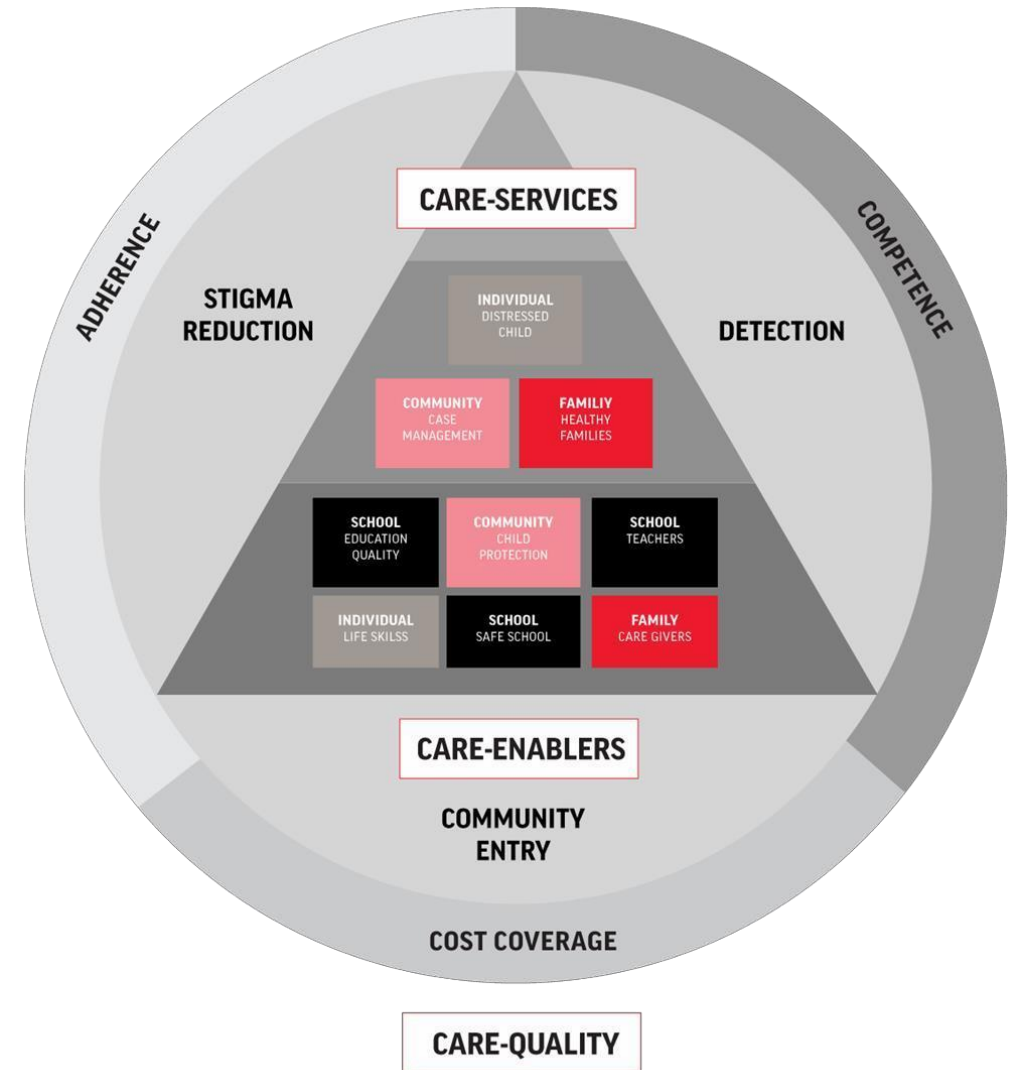 CARE-SERVICES
ADHERENCE
COMPETENCE
STIGMA
REDUCTION
DETECTION
INDIVIDUAL
DISTRESSED
CHILD
COMMUNITY
CASE
MANAGEMENT
FAMILIY
HEALTHY
FAMILIES
SCHOOL
EDUCATION
QUALITY
COMMUNITY
CHILD
PROTECTION
SCHOOL
TEACHERS
INDIVIDUAL
LIFE SKILSS
SCHOOL
SAFE SCHOOL
FAMILY
CARE GIVERS
CARE-ENABLERS
COMMUNITY
ENTRY
COST COVERAGE
CARE-QUALITY